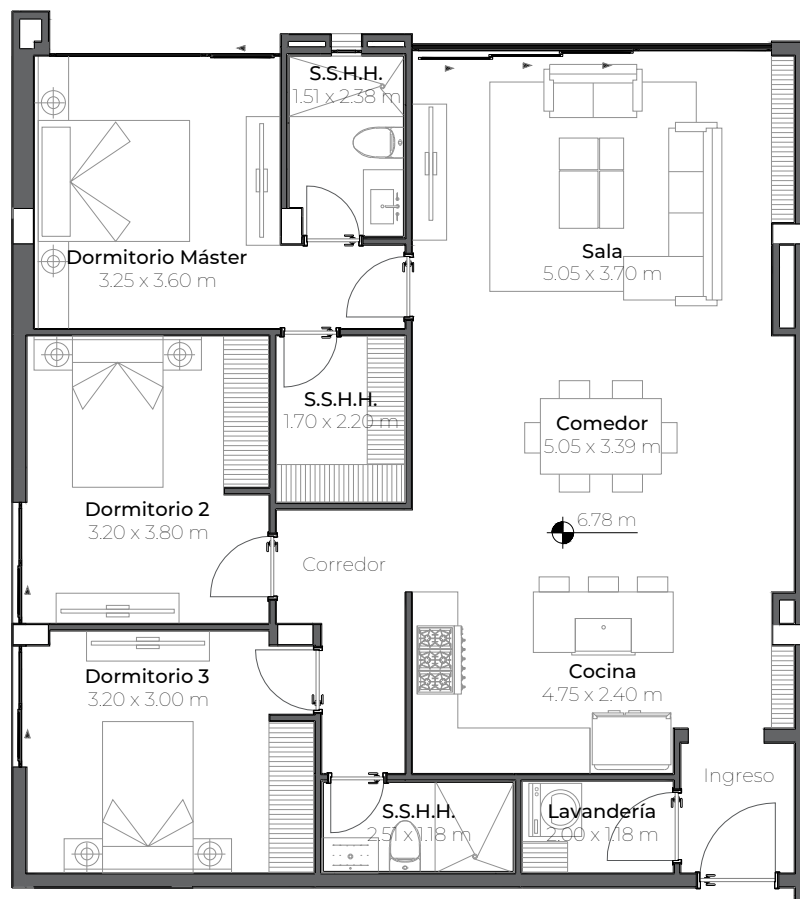 S.S.H.H.
1.51 x 2.38 m
Dormitorio Máster
3.25 x 3.60 m
Sala
5.05 x 3.70 m
S.S.H.H.
1.70 x 2.20 m
Comedor
5.05 x 3.39 m
Dormitorio 2
3.20 x 3.80 m
6.78 m
Corredor
Dormitorio 3
3.20 x 3.00 m
Cocina
4.75 x 2.40 m
Ingreso
S.S.H.H.
2.51 x 1.18 m
Lavandería
2.00 x 1.18 m